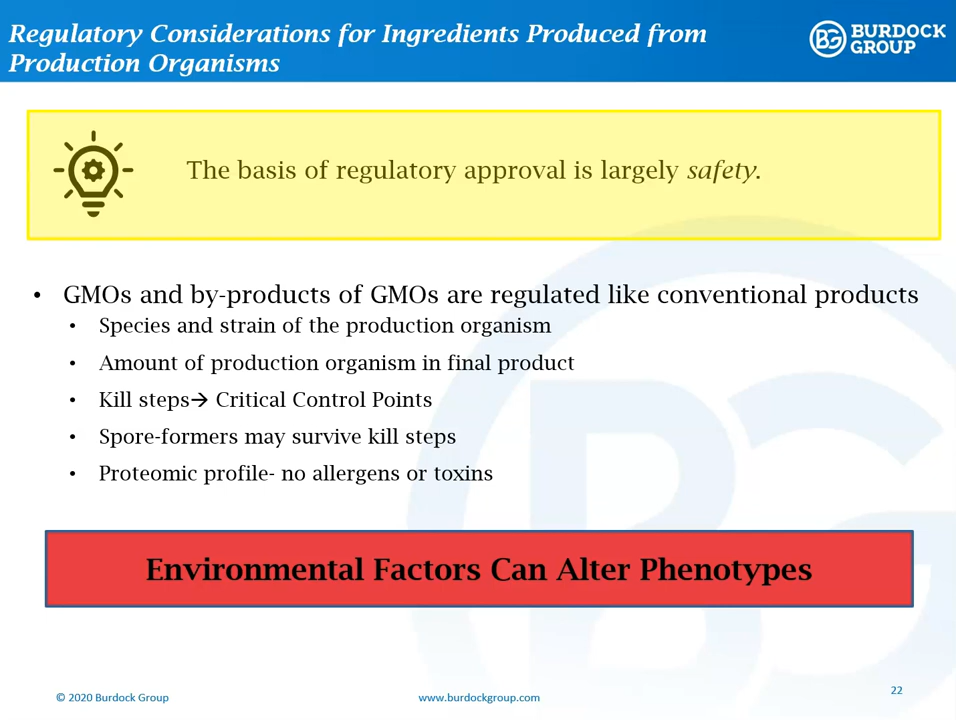 Regulatory Considerations for Ingredients Produced from
Production Organisms
BURDOCK
GROUP
The basis of regulatory approval is largely safety.
• GMOs and by-products of GMOs are regulated like conventional products
• Species and strain of the production organism
• Amount of production organism in final product
• Kill steps→ Critical Control Points
• Spore-formers may survive kill steps
• Proteomic profile- no allergens or toxins
Environmental Factors Can Alter Phenotypes
© 2020 Burdock Group
www.burdockgroup.com
22